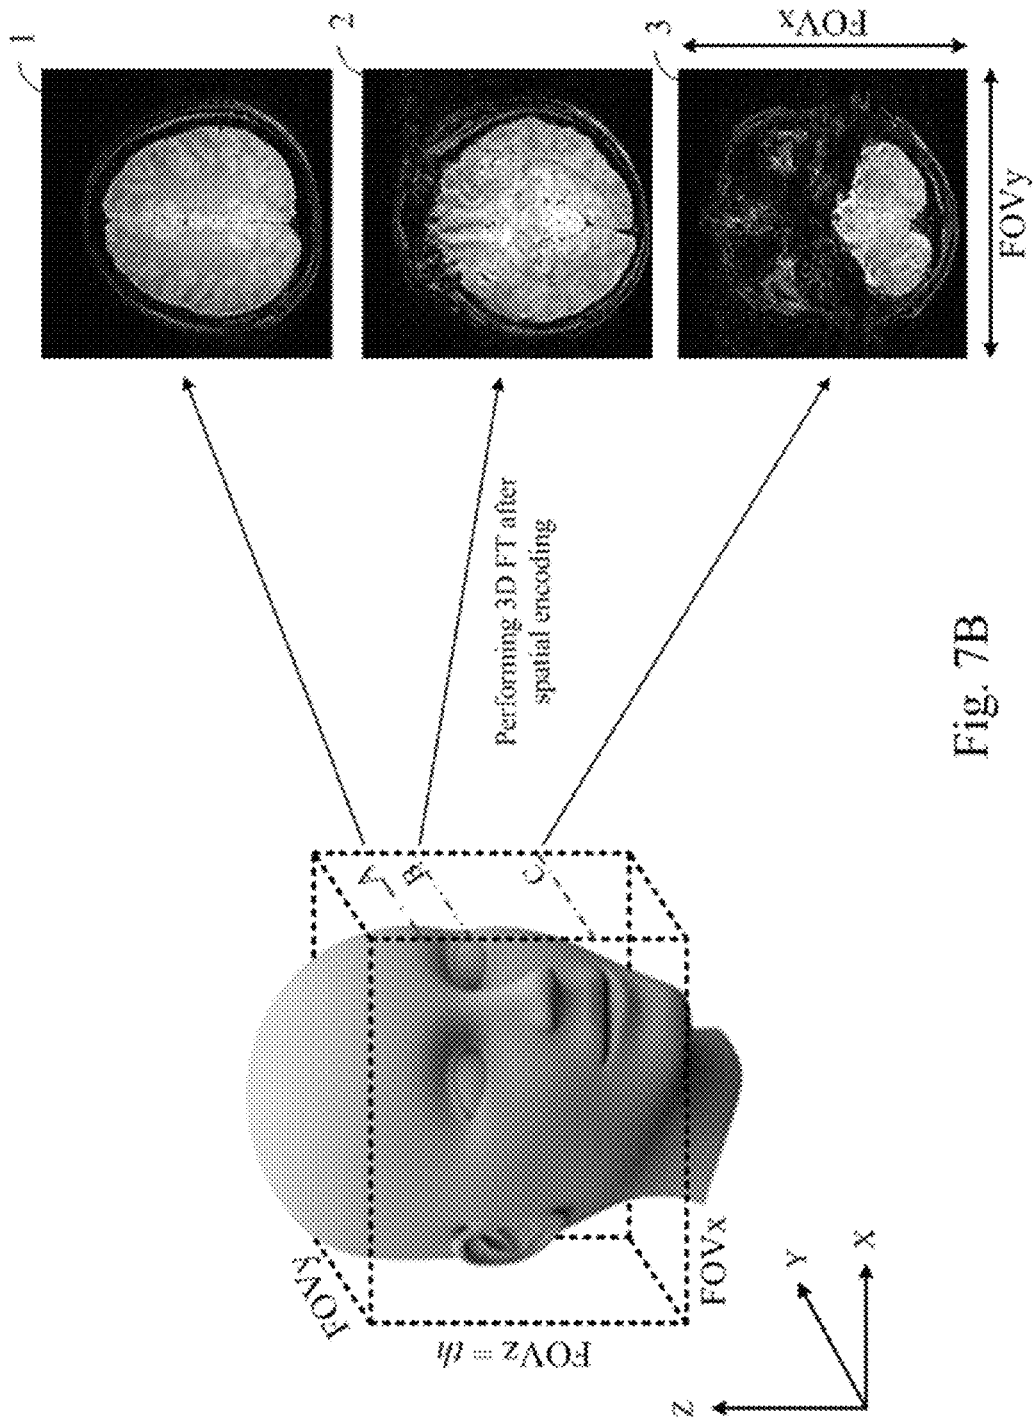 1
2
3
FOVx
FOVy
A
B
C
Performing 3D FT after
spatial encoding
FOVy
FOVz = th
FOVx
Z
Y
X
Fig. 7B